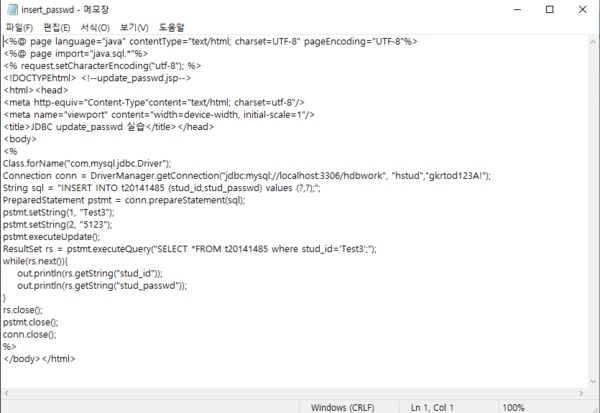 insert_passwd - 메모장
파일(F) 편집(E) 서식(O) 보기(V) 도움말
<%@ page language="java" contentType="text/html; charset=UTF-8" pageEncoding="UTF-8"%>
<%@ page import="java.sql.*"%>
<% request.setCharacterEncoding("utf-8"); %>
<!DOCTYPEhtml> <!--update_passwd.jsp-->
<html><head>
<meta http-equiv="Content-Type"content="text/html; charset=utf-8"/>
<meta name="viewport" content="width=device-width, initial-scale=1"/>
<title>JDBC update_passwd 실습</title></head>
<body>
<%
Class.forName("com.mysql.jdbc.Driver");
Connection conn = DriverManager.getConnection("jdbc:mysql://localhost:3306/hdbwork", "hstud","gkrtod123A!");
String sql = "INSERT INTO t20141485 (stud_id,stud_passwd) values (?,?);";
PreparedStatement pstmt = conn.prepareStatement(sql);
pstmt.setString(1, "Test3");
pstmt.setString(2, "5123");
pstmt.executeUpdate();
ResultSet rs = pstmt.executeQuery("SELECT *FROM t20141485 where stud_id='Test3';");
while(rs.next()){
out.println(rs.getString("stud_id"));
out.println(rs.getString("stud_passwd"));
}
rs.close();
pstmt.close();
conn.close();
%>
</body></html>
Windows (CRLF) Ln 1, Col 1 100%